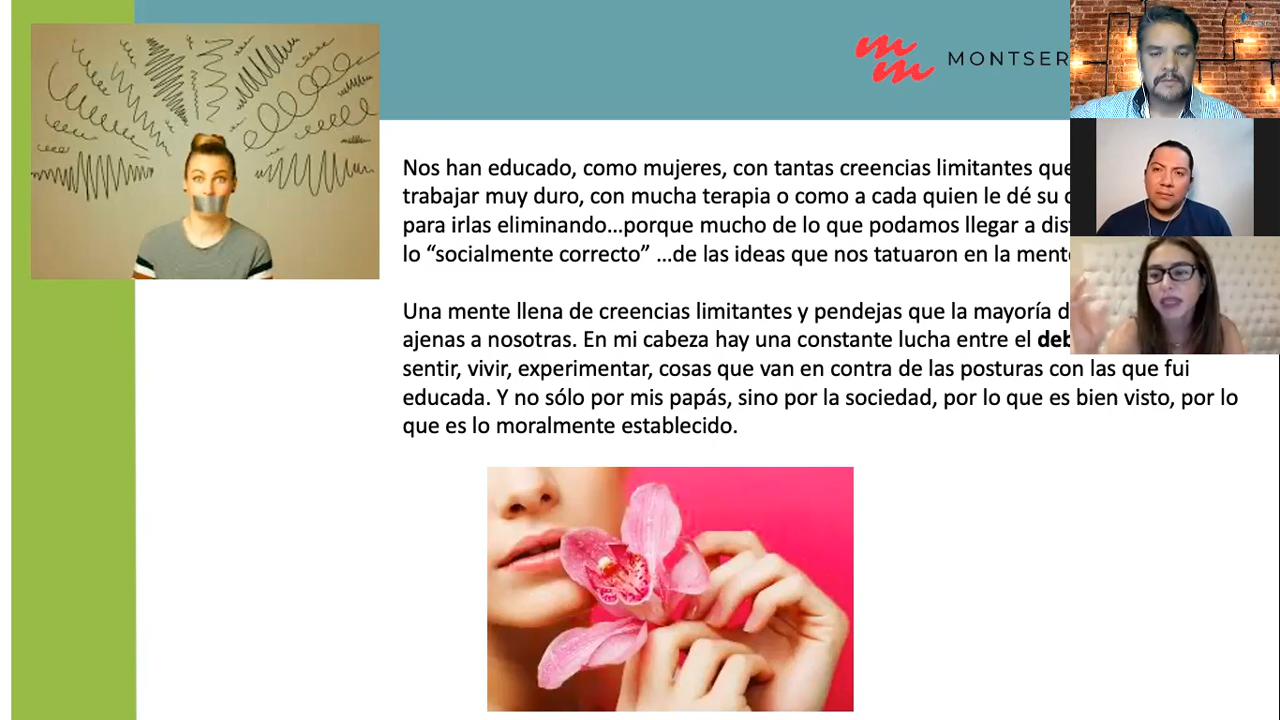 MONTSER
Nos han educado, como mujeres, con tantas creencias limitantes que
trabajar muy duro, con mucha terapia o como a cada quien le dé su
para irlas eliminando…porque mucho de lo que podamos llegar a
lo “socialmente correcto” …de las ideas que nos tatuaron en la mente
Una mente llena de creencias limitantes y pendejas que la mayoría
ajenas a nosotras. En mi cabeza hay una constante lucha entre el
sentir, vivir, experimentar, cosas que van en contra de las posturas con las que fui
educada. Y no sólo por mis papás, sino por la sociedad, por lo que es bien visto, por lo
que es lo moralmente establecido.